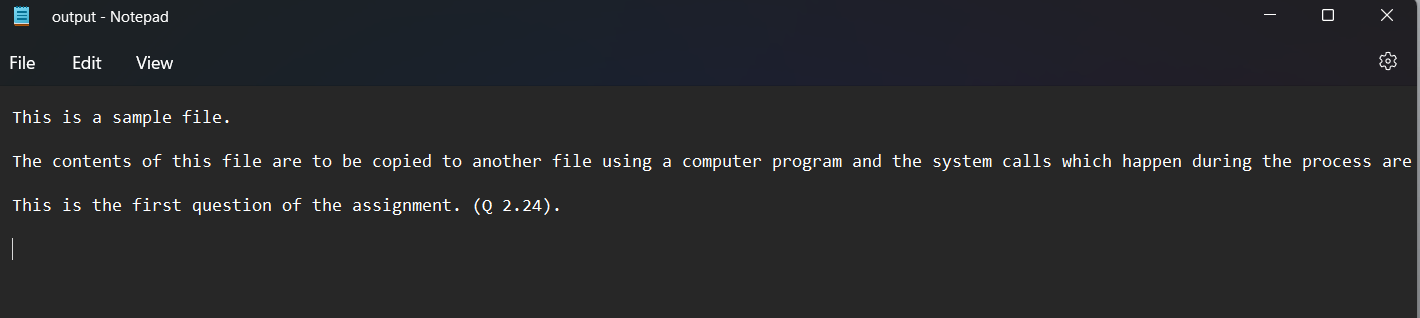 output - Notepad
File Edit View
This is a sample file.
The contents of this file are to be copied to another file using a computer program and the system calls which happen during the process are
This is the first question of the assignment. (Q 2.24).